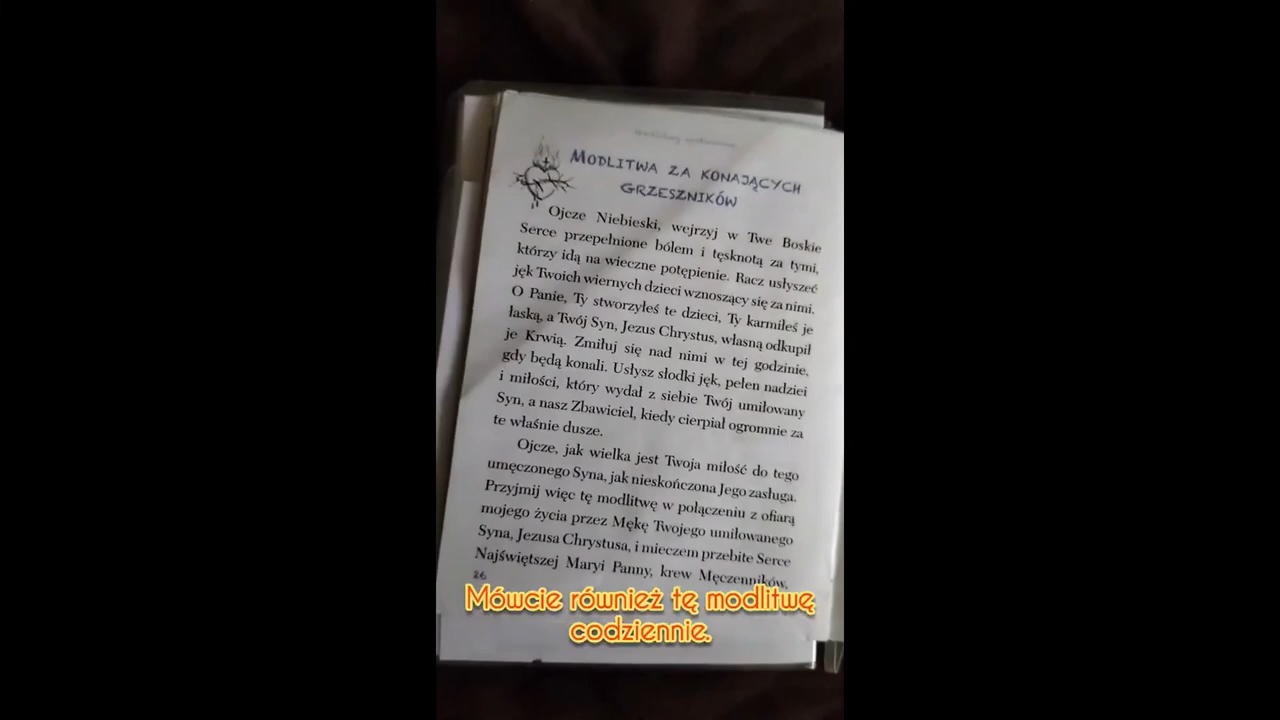 MODLITWA ZA KONAJĄCYCH
GRZESZNIKÓW
Ojcze Niebieski, wejrzyj w Twe Boskie
Serce przepełnione bólem i tęsknotą za tymi,
którzy idą na wieczne potępienie. Racz usłyszeć
jęk Twoich wiernych dzieci wznoszący się za nimi.
O Panie, Ty stworzyłeś te dzieci, Ty karmiłeś je
łaską, a Twój Syn, Jezus Chrystus, własną odkupił
je Krwią. Zmiłuj się nad nimi w tej godzinie,
gdy będą konali. Usłysz słodki jęk, pełen nadziei
i miłości, który wydał z siebie Twój umiłowany
Syn, a nasz Zbawiciel, kiedy cierpiał ogromnie za
te właśnie dusze.
Ojcze, jak wielka jest Twoja miłość do tego
umęczonego Syna, jak nieskończona Jego zasługa.
Przyjmij więc tę modlitwę w połączeniu z ofiarą
mojego życia przez Mękę Twojego umiłowanego
Syna, Jezusa Chrystusa, i mieczem przebite Serce
Najświętszej Maryi Panny, krew Męczenników,
26
Mówcie również tę modlitwę
codziennie.